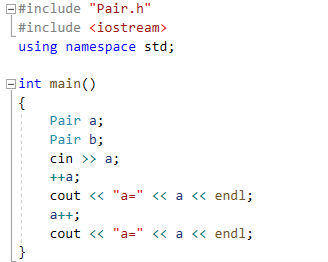 #include "Pair.h"
#include <iostream>
using namespace std;
int main()
{
Pair a;
Pair b;
cin >> a;
++a;
cout << "a=" << a << endl;
a++;
cout << "a=" << a << endl;
}